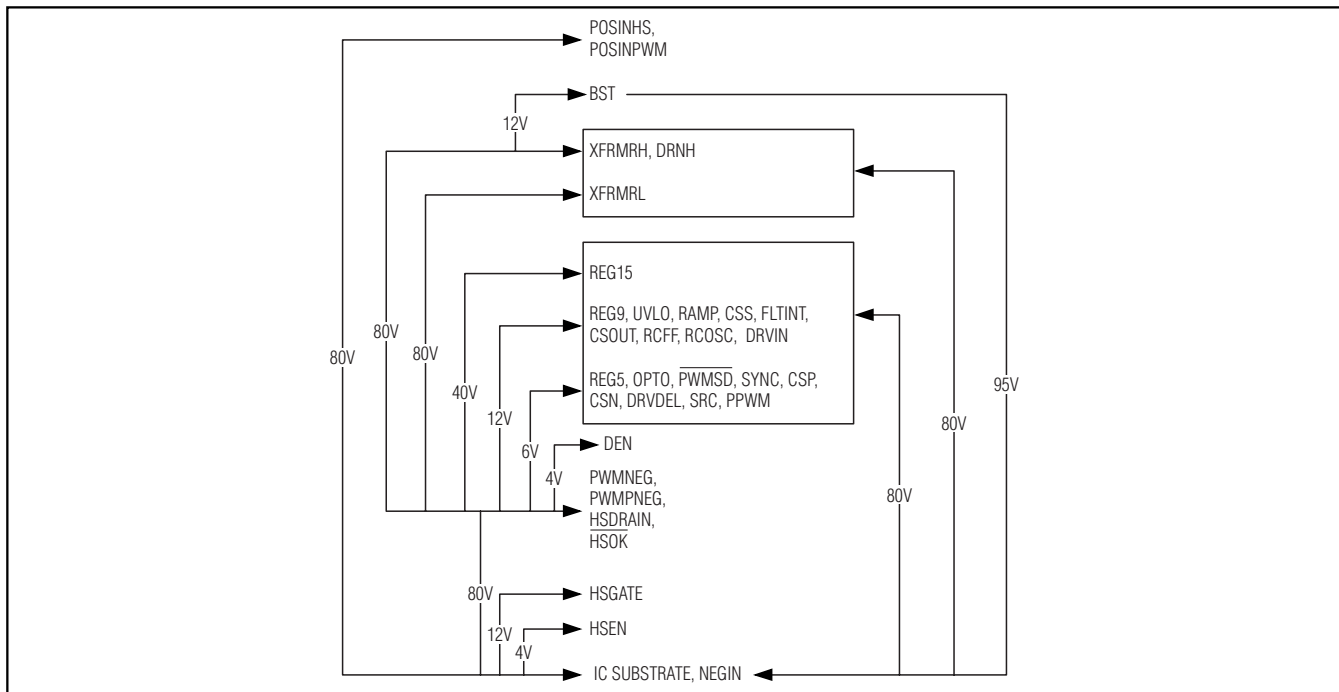 POSINHS,
POSINPWM
BST
12V
XFRMRH, DRNH
XFRMRL
REG15
REG9, UVLO, RAMP, CSS, FLTINT,
CSOUT, RCFF, RCOSC, DRVIN
REG5, OPTO, PWMSD, SYNC, CSP,
CSN, DRVDEL, SRC, PPWM
80V
80V
80V
40V
12V
6V
4V
95V
80V
80V
DEN
PWMNEG,
PWMPNEG,
HSDRAIN,
HSOK
80V
12V
4V
HSGATE
HSEN
IC SUBSTRATE, NEGIN